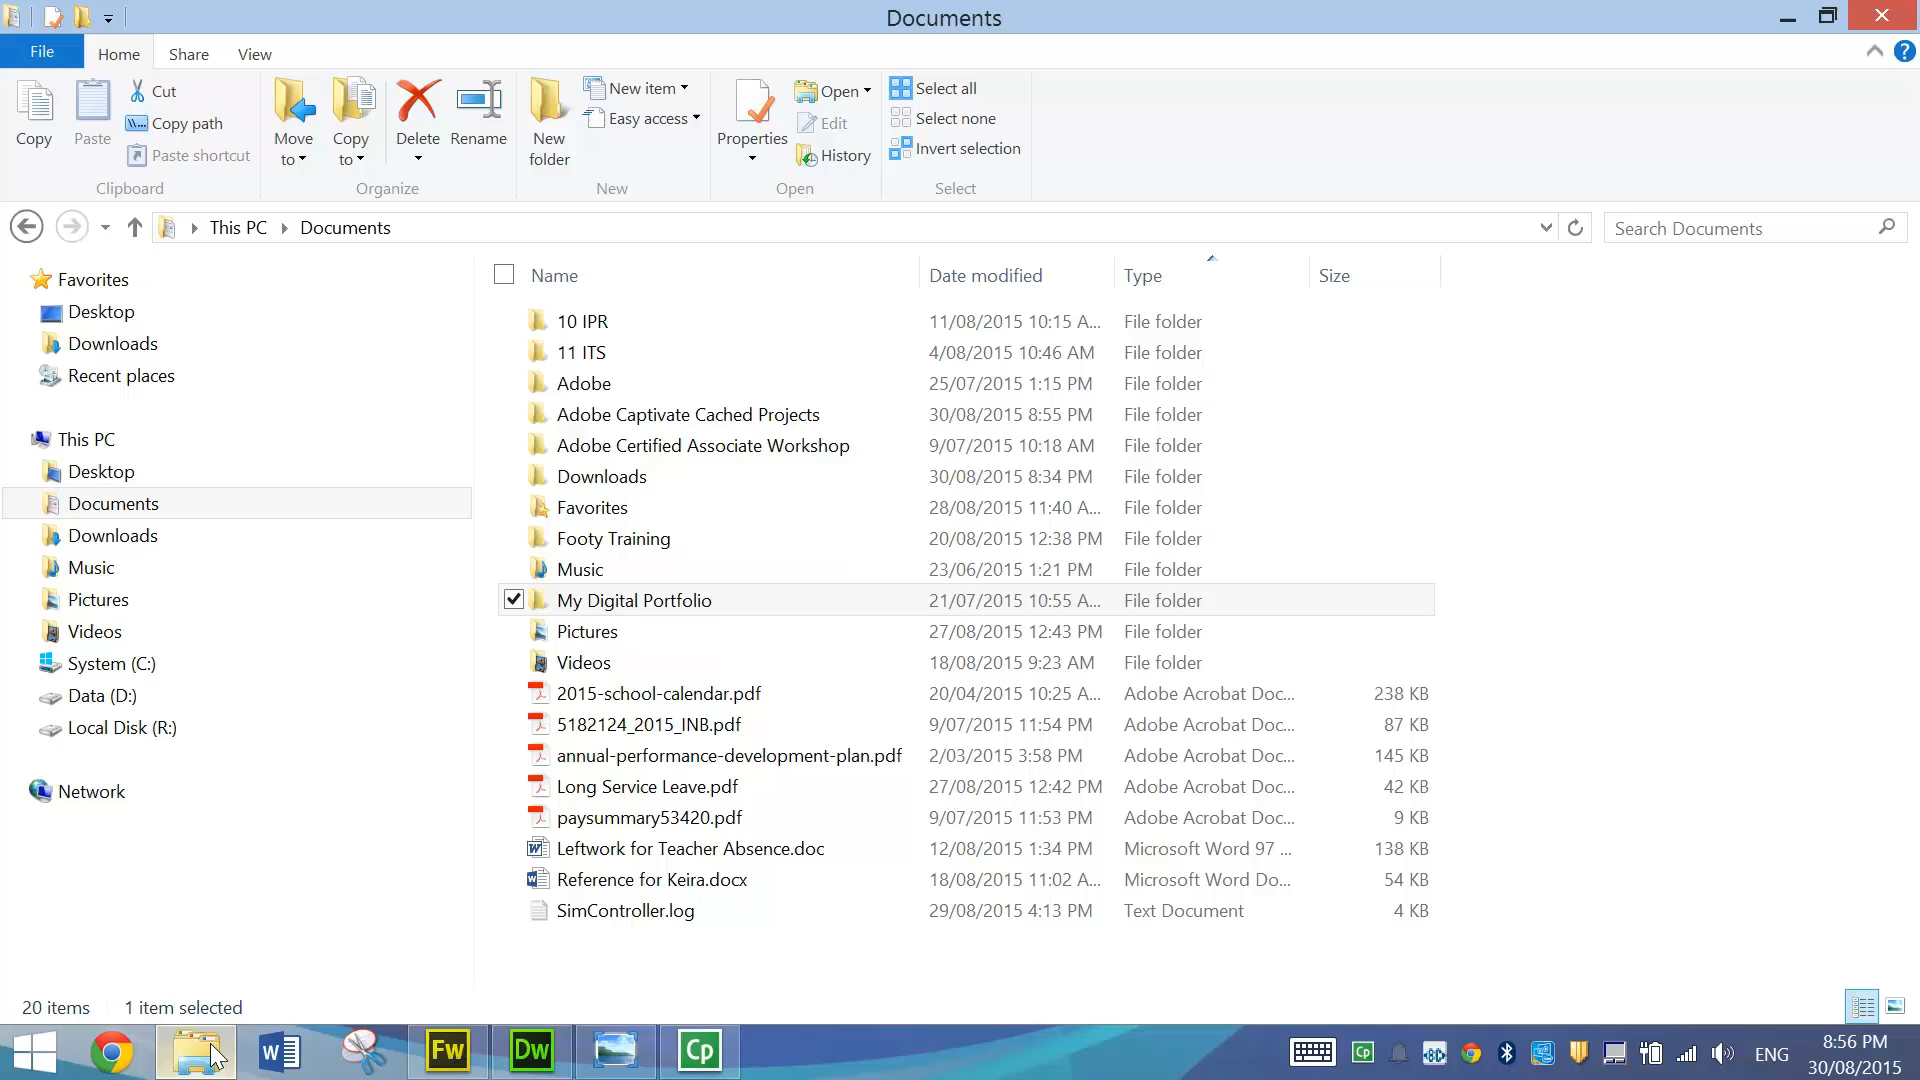 Documents
File Home Share View
Copy
Paste
Cut
Copy path
Paste shortcut
Clipboard
Move to
Copy to
Delete
Rename
Organize
New folder
New item
Easy access
New
Properties
Open
Edit
History
Open
Select all
Select none
Invert selection
Select
This PC Documents
Search Documents
Favorites
Desktop
Downloads
Recent places
This PC
Desktop
Documents
Downloads
Music
Pictures
Videos
System (C:)
Data (D:)
Local Disk (R:)
Network
Name Date modified Type Size
10 IPR 11/08/2015 10:15 A... File folder
11 ITS 4/08/2015 10:46 AM File folder
Adobe 25/07/2015 1:15 PM File folder
Adobe Captivate Cached Projects 30/08/2015 8:55 PM File folder
Adobe Certified Associate Workshop 9/07/2015 10:18 AM File folder
Downloads 30/08/2015 8:34 PM File folder
Favorites 28/08/2015 11:40 A... File folder
Footy Training 20/08/2015 12:38 PM File folder
Music 23/06/2015 1:21 PM File folder
My Digital Portfolio 21/07/2015 10:55 A... File folder
Pictures 27/08/2015 12:43 PM File folder
Videos 18/08/2015 9:23 AM File folder
2015-school-calendar.pdf 20/04/2015 10:25 A... Adobe Acrobat Doc... 238 KB
5182124_2015_INB.pdf 9/07/2015 11:54 PM Adobe Acrobat Doc... 87 KB
annual-performance-development-plan.pdf 2/03/2015 3:58 PM Adobe Acrobat Doc... 145 KB
Long Service Leave.pdf 27/08/2015 12:42 PM Adobe Acrobat Doc... 42 KB
paysummary53420.pdf 9/07/2015 11:53 PM Adobe Acrobat Doc... 9 KB
Leftwork for Teacher Absence.doc 12/08/2015 1:34 PM Microsoft Word 97 ... 138 KB
Reference for Keira.docx 18/08/2015 11:02 A... Microsoft Word Do... 54 KB
SimController.log 29/08/2015 4:13 PM Text Document 4 KB
20 items 1 item selected
Fw Dw Cp
Cp
ENG
8:56 PM
30/08/2015